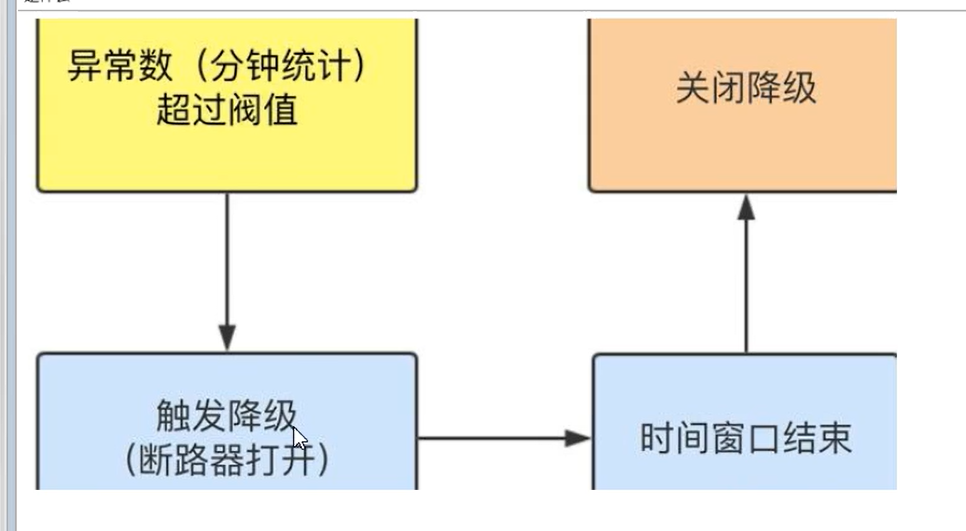 异常数（分钟统计）
超过阀值
关闭降级
触发降级
（断路器打开）
时间窗口结束